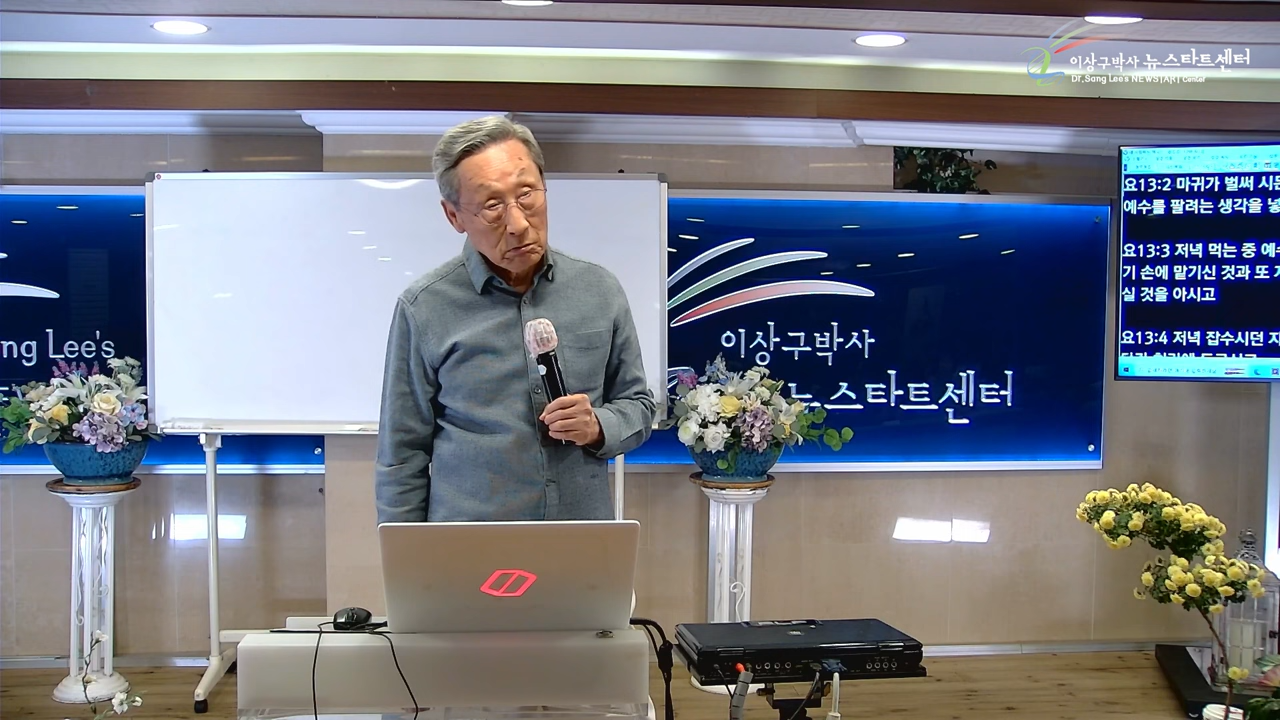 이상구박사 뉴스타트센터
Dr.Sang Lee's NEWSTART Center
요13:2 마귀가 벌써 시몬
예수를 팔려는 생각을 넣
요13:3 저녁 먹는 중 예수
기 손에 맡기신 것과 또
실 것을 아시고
요13:4 저녁 잡수시던
ng Lee's
이상구박사
뉴스타트센터